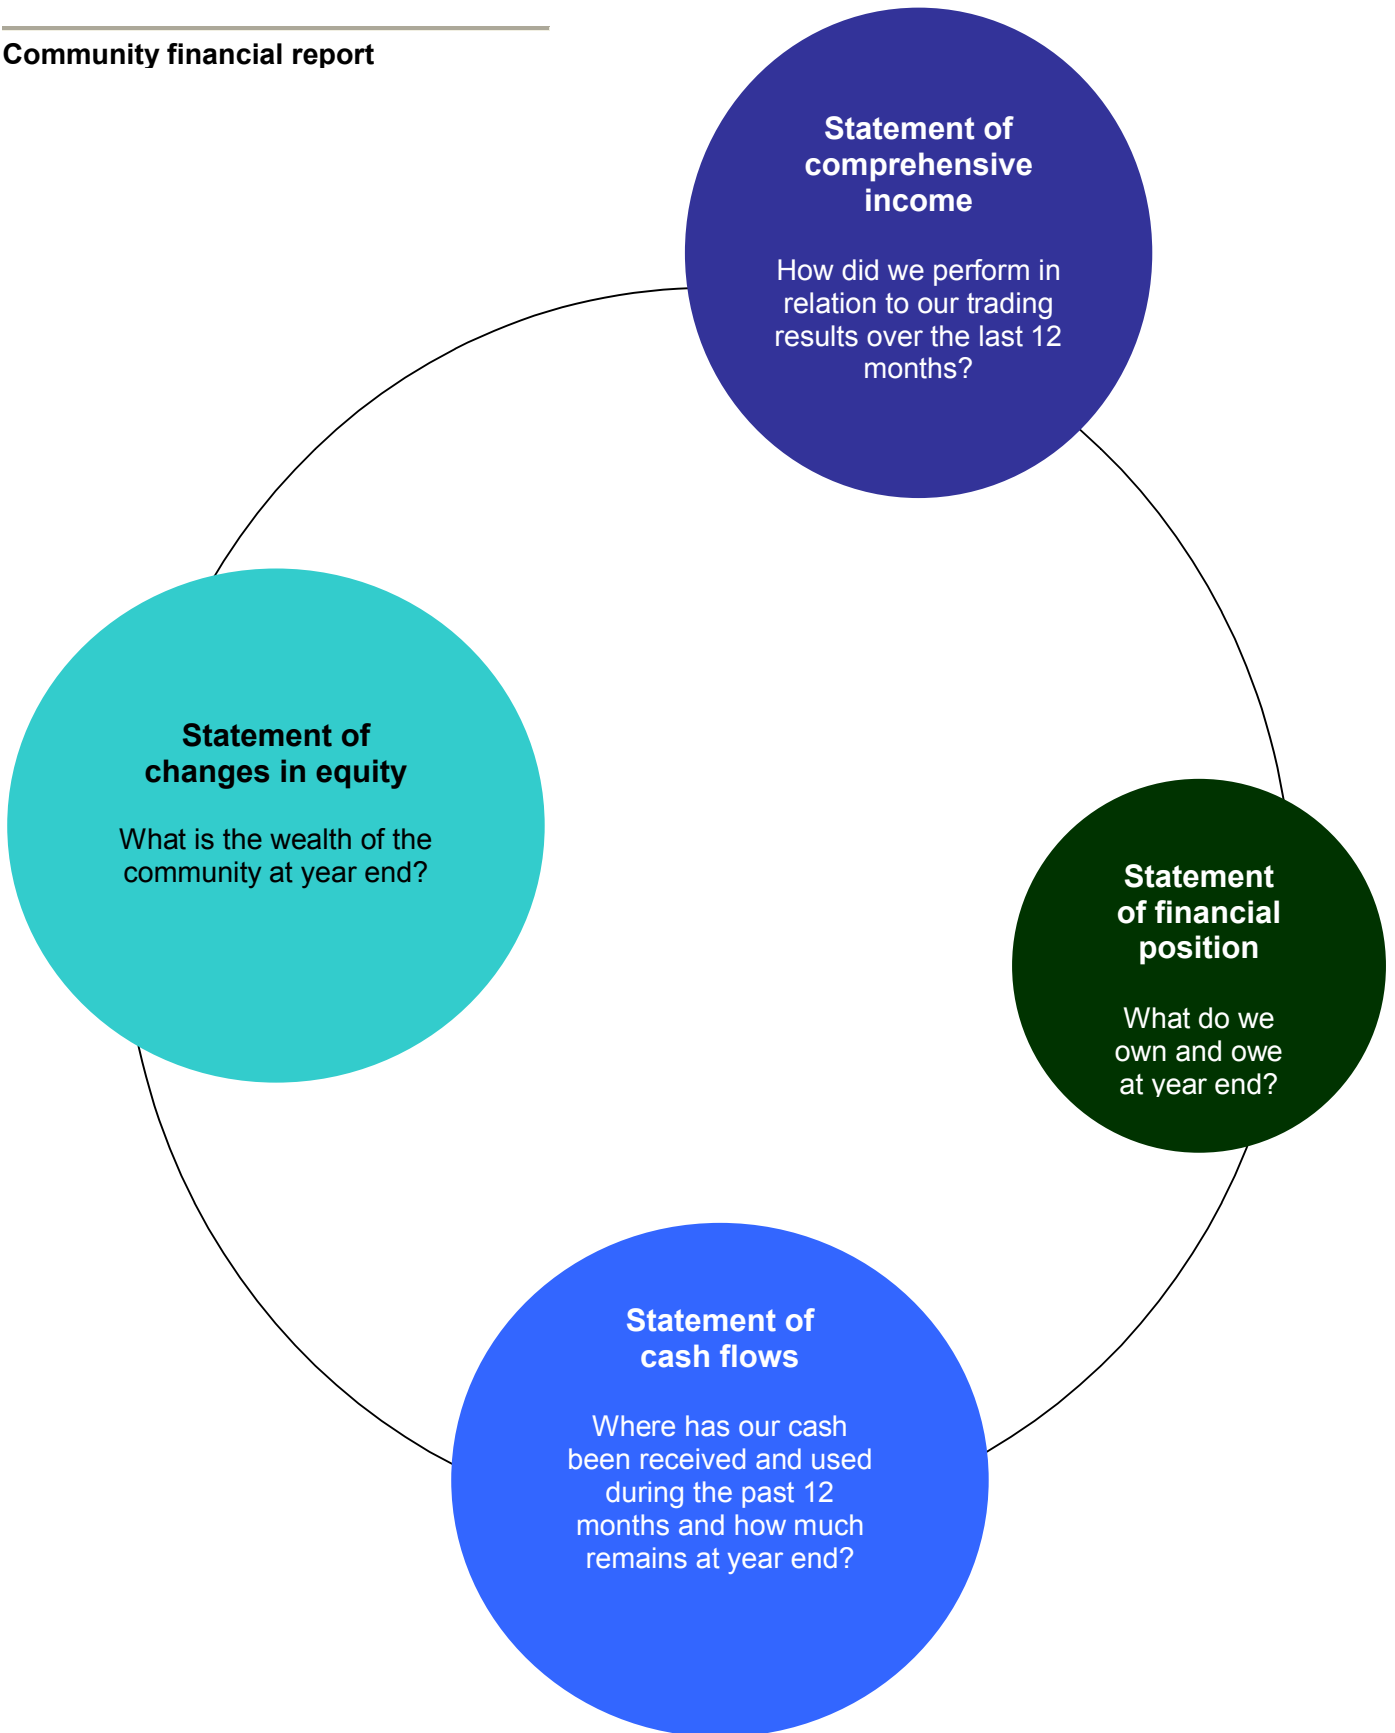 Community financial report
Statement of
comprehensive
income
How did we perform in
relation to our trading
results over the last 12
months?
Statement of
changes in equity
What is the wealth of the
community at year end?
Statement
of financial
position
What do we
own and owe
at year end?
Statement of
cash flows
Where has our cash
been received and used
during the past 12
months and how much
remains at year end?